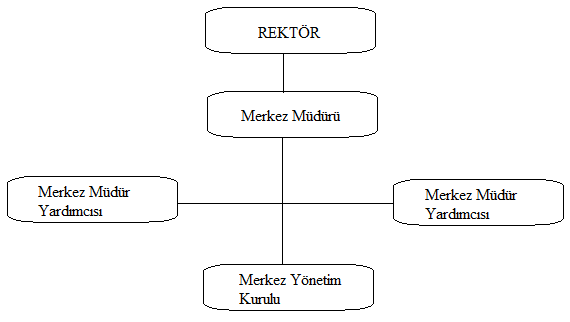 REKTÖR
Merkez Müdürü
Merkez Müdür
Yardımcısı
Merkez Müdür
Yardımcısı
Merkez Yönetim
Kurulu